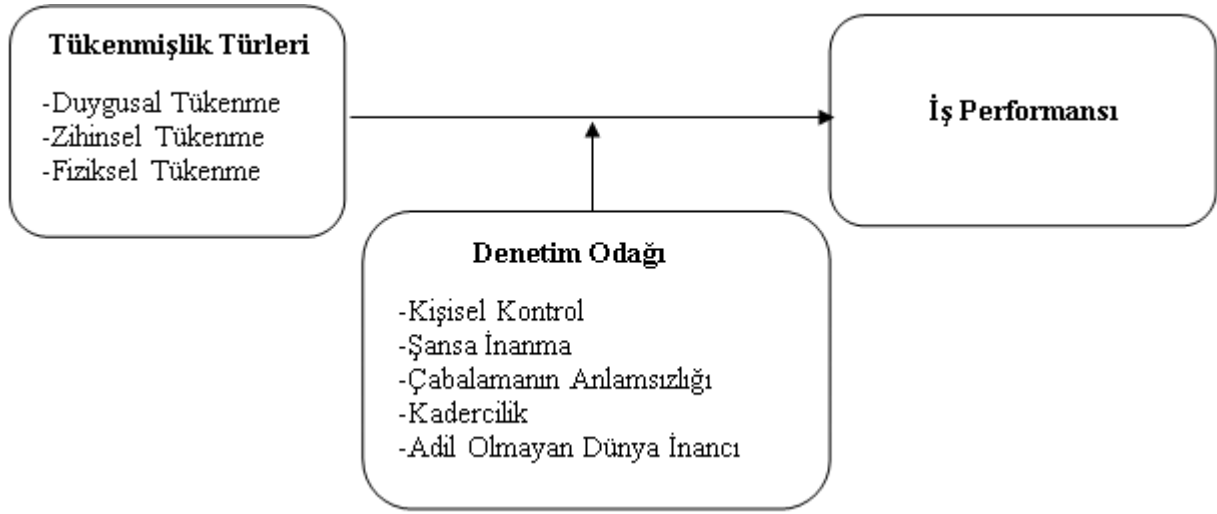 Tükenmişlik Türleri
-Duygusal Tükenme
-Zihinsel Tükenme
-Fiziksel Tükenme
İş Performansı
Denetim Odağı
-Kişisel Kontrol
-Şansa İnanma
-Çabalamanın Anlamsızlığı
-Kadercilik
-Adil Olmayan Dünya İnancı